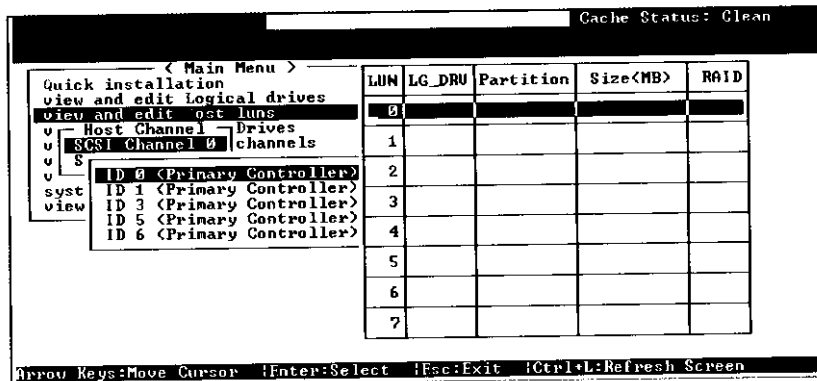 Cache Status: Clean
< Main Menu >
Quick installation
view and edit Logical drives
view and edit ost luns
v Host Channel Drives
u SCSI Channel 0 channels
u S
v ID 0 (Primary Controller)
syst ID 1 (Primary Controller)
view ID 3 (Primary Controller)
ID 5 (Primary Controller)
ID 6 (Primary Controller)
LUN LG_DRV Partition Size(MB) RAID
0
1
2
3
4
5
6
7
Arrow Keys:Move Cursor |Enter:Select |Esc:Exit |Ctrl+L:Refresh Screen